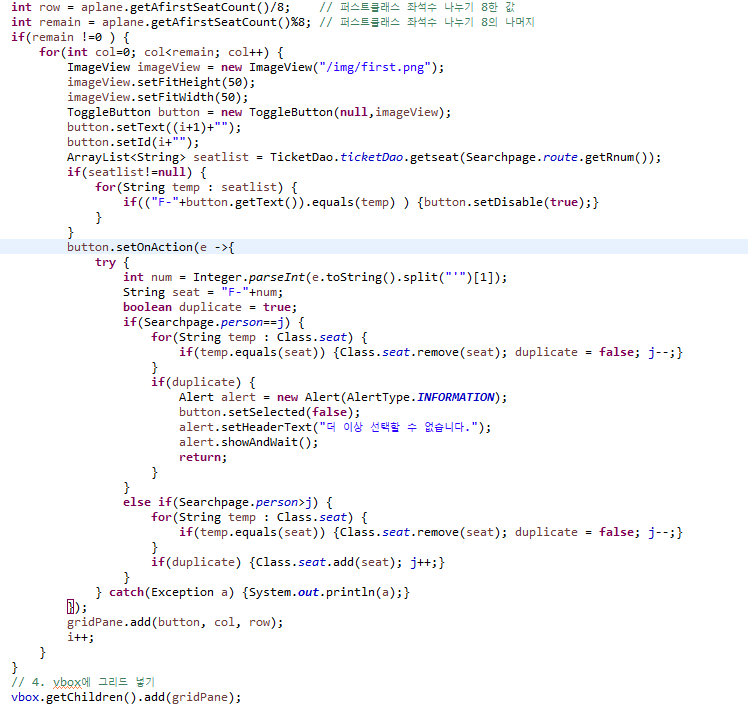 int row = aplane.getAfirstSeatCount()/8;    // 퍼스트클래스 좌석수 나누기 8한 값
int remain = aplane.getAfirstSeatCount()%8; // 퍼스트클래스 좌석수 나누기 8의 나머지
if(remain !=0 ) {
    for(int col=0; col<remain; col++) {
        ImageView imageView = new ImageView("/img/first.png");
        imageView.setFitHeight(50);
        imageView.setFitWidth(50);
        ToggleButton button = new ToggleButton(null,imageView);
        button.setText((i+1)+"");
        button.setId(i+"");
        ArrayList<String> seatlist = TicketDao.ticketDao.getseat(Searchpage.route.getRnum());
        if(seatlist!=null) {
            for(String temp : seatlist) {
                if(("F-"+button.getText()).equals(temp) ) {button.setDisable(true);}
            }
        }
        button.setOnAction(e ->{
            try {
                int num = Integer.parseInt(e.toString().split("'")[1]);
                String seat = "F-"+num;
                boolean duplicate = true;
                if(Searchpage.person==j) {
                    for(String temp : Class.seat) {
                        if(temp.equals(seat)) {Class.seat.remove(seat); duplicate = false; j--;}
                    }
                    if(duplicate) {
                        Alert alert = new Alert(AlertType.INFORMATION);
                        button.setSelected(false);
                        alert.setHeaderText("더 이상 선택할 수 없습니다.");
                        alert.showAndWait();
                        return;
                    }
                }
                else if(Searchpage.person>j) {
                    for(String temp : Class.seat) {
                        if(temp.equals(seat)) {Class.seat.remove(seat); duplicate = false; j--;}
                    }
                    if(duplicate) {Class.seat.add(seat); j++;}
                }
            } catch(Exception a) {System.out.println(a);}
        });
        gridPane.add(button, col, row);
        i++;
    }
}
// 4. vbox에 그리드 넣기
vbox.getChildren().add(gridPane);